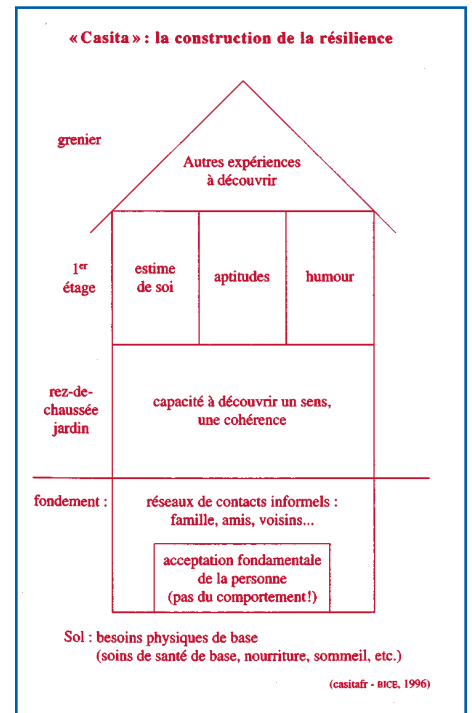 « Casita » : la construction de la résilience
grenier
Autres expériences
à découvrir
1er
étage
estime
de soi
aptitudes
humour
rez-de-
chaussée
jardin
capacité à découvrir un sens,
une cohérence
fondement :
réseaux de contacts informels :
famille, amis, voisins...
acceptation fondamentale
de la personne
(pas du comportement!)
Sol : besoins physiques de base
(soins de santé de base, nourriture, sommeil, etc.)
(casitafr - BICE, 1996)